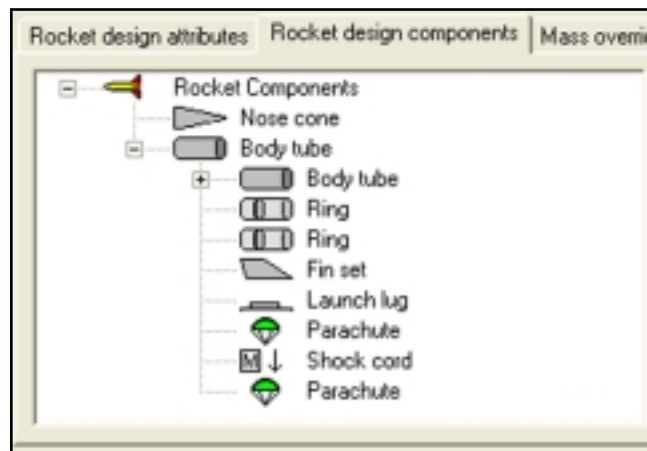 Rocket design attributes Rocket design components Mass
Rocket Components
Nose cone
Body tube
Body tube
Ring
Ring
Fin set
Launch lug
Parachute
M Shock cord
Parachute